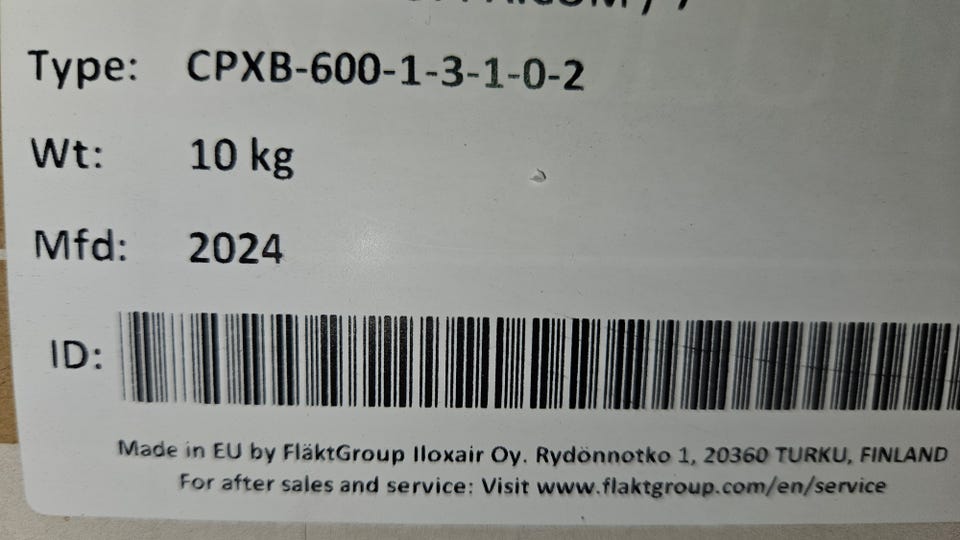 Type: CPXB-600-1-3-1-0-2
Wt: 10 kg
Mfd: 2024
ID:
Made in EU by FläktGroup Iloxair Oy. Rydönnotko 1, 20360 TURKU, FINLAND
For after sales and service: Visit www.flaktgroup.com/en/service